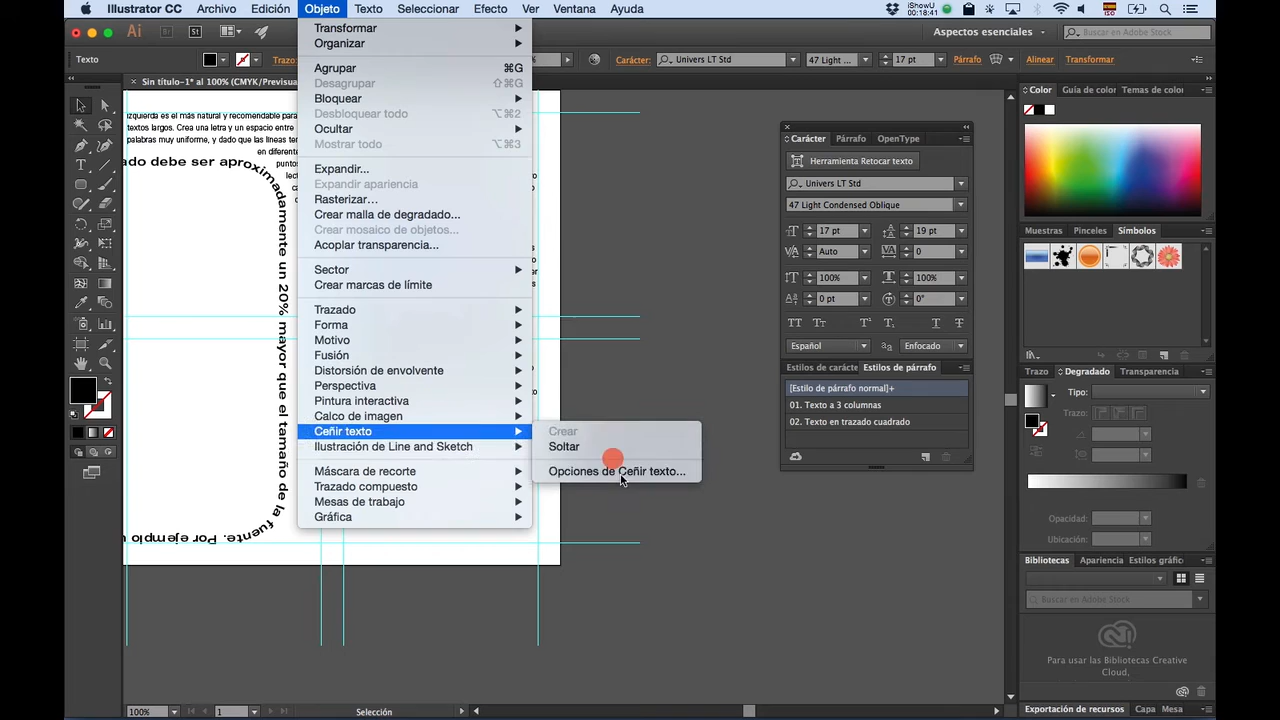 Illustrator CC Archivo Edición Objeto Texto Seleccionar Efecto Ver Ventana Ayuda
iShowU
00:18:41
Ai Br St Aspectos esenciales Buscar en Adobe Stock
Texto Trazo: Carácter: Univers LT Std 47 Light ... 17 pt Párrafo Alinear Transformar
Sin título-1* al 100% (CMYK/Previsua
Transformar
Organizar
Agrupar ⌘G
Desagrupar ⇧⌘G
Bloquear
Desbloquear todo ⌥⌘2
Ocultar
Mostrar todo ⌥⌘3
Expandir...
Expandir apariencia
Rasterizar...
Crear malla de degradado...
Crear mosaico de objetos...
Acoplar transparencia...
Sector
Crear marcas de límite
Trazado
Forma
Motivo
Fusión
Distorsión de envolvente
Perspectiva
Pintura interactiva
Calco de imagen
Ceñir texto
Ilustración de Line and Sketch
Máscara de recorte
Trazado compuesto
Mesas de trabajo
Gráfica
Crear
Soltar
Opciones de Ceñir texto...
izquierda es el más natural y recomendable para
textos largos. Crea una letra y un espacio entre
palabras muy uniforme, y dado que las líneas
en diferente
ado debe ser aproximadamente un 20% mayor que el tamaño de la fuente. Por ejemplo u
Carácter Párrafo OpenType
Herramienta Retocar texto
Univers LT Std
47 Light Condensed Oblique
17 pt 19 pt
Auto 0
100% 100%
0 pt 0°
Español Enfocado
Estilos de carácte Estilos de párrafo
[Estilo de párrafo normal]+
01. Texto a 3 columnas
02. Texto en trazado cuadrado
Color Guía de color Temas de color
Muestras Pinceles Símbolos
Trazo Degradado Transparencia
Tipo:
Trazo:
Opacidad:
Ubicación:
Bibliotecas Apariencia Estilos gráfic
Buscar en Adobe Stock
Para usar las Bibliotecas Creative
Cloud,
Exportación de recursos Capa Mesa
100% 1 Selección